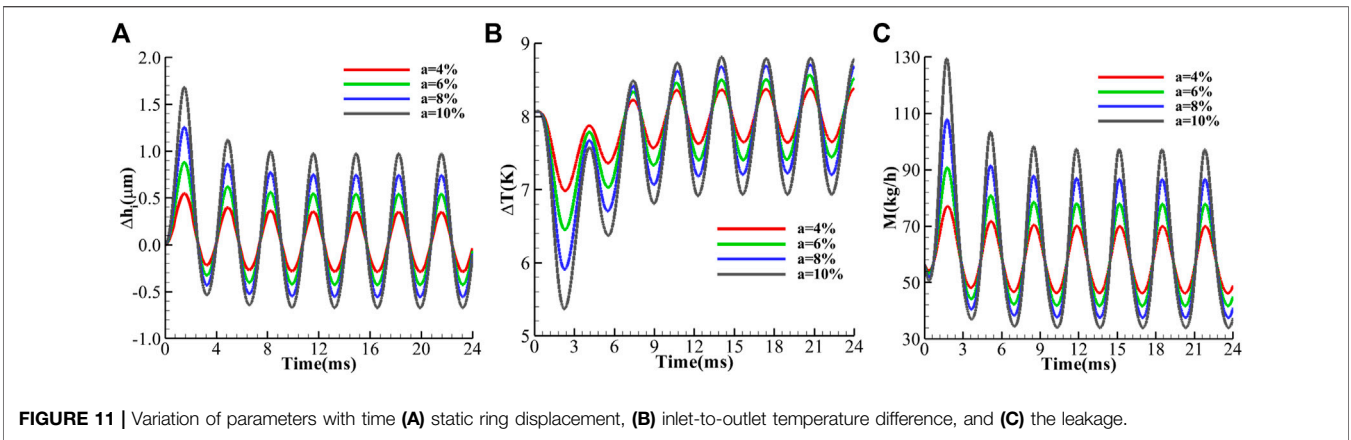 A
2.0
1.5
1.0
0.5
0.0
-0.5
-1.0
Δhᵢ(μm)
a=4%
a=6%
a=8%
a=10%
0 4 8 12 16 20 24
Time(ms)
B
9
8
7
6
5
ΔT(K)
a=4%
a=6%
a=8%
a=10%
0 3 6 9 12 15 18 21 24
Time(ms)
C
130
110
90
70
50
30
M(kg/h)
a=4%
a=6%
a=8%
a=10%
0 3 6 9 12 15 18 21 24
Time(ms)
FIGURE 11 | Variation of parameters with time (A) static ring displacement, (B) inlet-to-outlet temperature difference, and (C) the leakage.